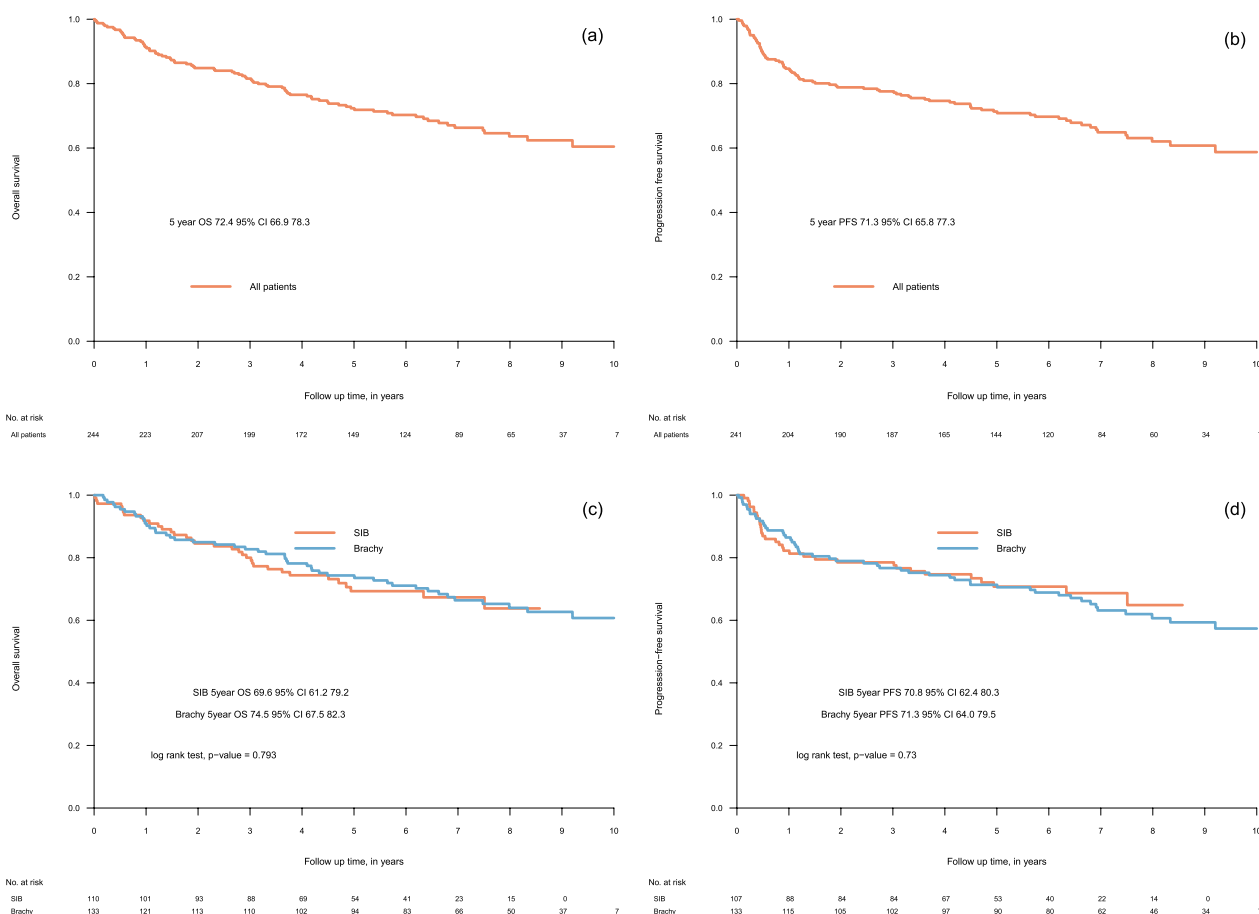 (a)
1.0
0.8
0.6
0.4
0.2
0.0
Overall survival
5 year OS 72.4 95% CI 66.9 78.3
All patients
0 1 2 3 4 5 6 7 8 9 10
Follow up time, in years
No. at risk
All patients 244 223 207 199 172 149 124 89 65 37 7
(b)
1.0
0.8
0.6
0.4
0.2
0.0
Progresssion free survival
5 year PFS 71.3 95% CI 65.8 77.3
All patients
0 1 2 3 4 5 6 7 8 9
Follow up time, in years
No. at risk
All patients 241 204 190 187 165 144 120 84 60 34
(c)
1.0
0.8
0.6
0.4
0.2
0.0
Overall survival
SIB
Brachy
SIB 5year OS 69.6 95% CI 61.2 79.2
Brachy 5year OS 74.5 95% CI 67.5 82.3
log rank test, p−value = 0.793
0 1 2 3 4 5 6 7 8 9 10
Follow up time, in years
No. at risk
SIB 110 101 93 88 69 54 41 23 15 0
Brachy 133 121 113 110 102 94 83 66 50 37 7
(d)
1.0
0.8
0.6
0.4
0.2
0.0
Progresssion−free survival
SIB
Brachy
SIB 5year PFS 70.8 95% CI 62.4 80.3
Brachy 5year PFS 71.3 95% CI 64.0 79.5
log rank test, p−value = 0.73
0 1 2 3 4 5 6 7 8 9
Follow up time, in years
No. at risk
SIB 107 88 84 84 67 53 40 22 14 0
Brachy 133 115 105 102 97 90 80 62 46 34